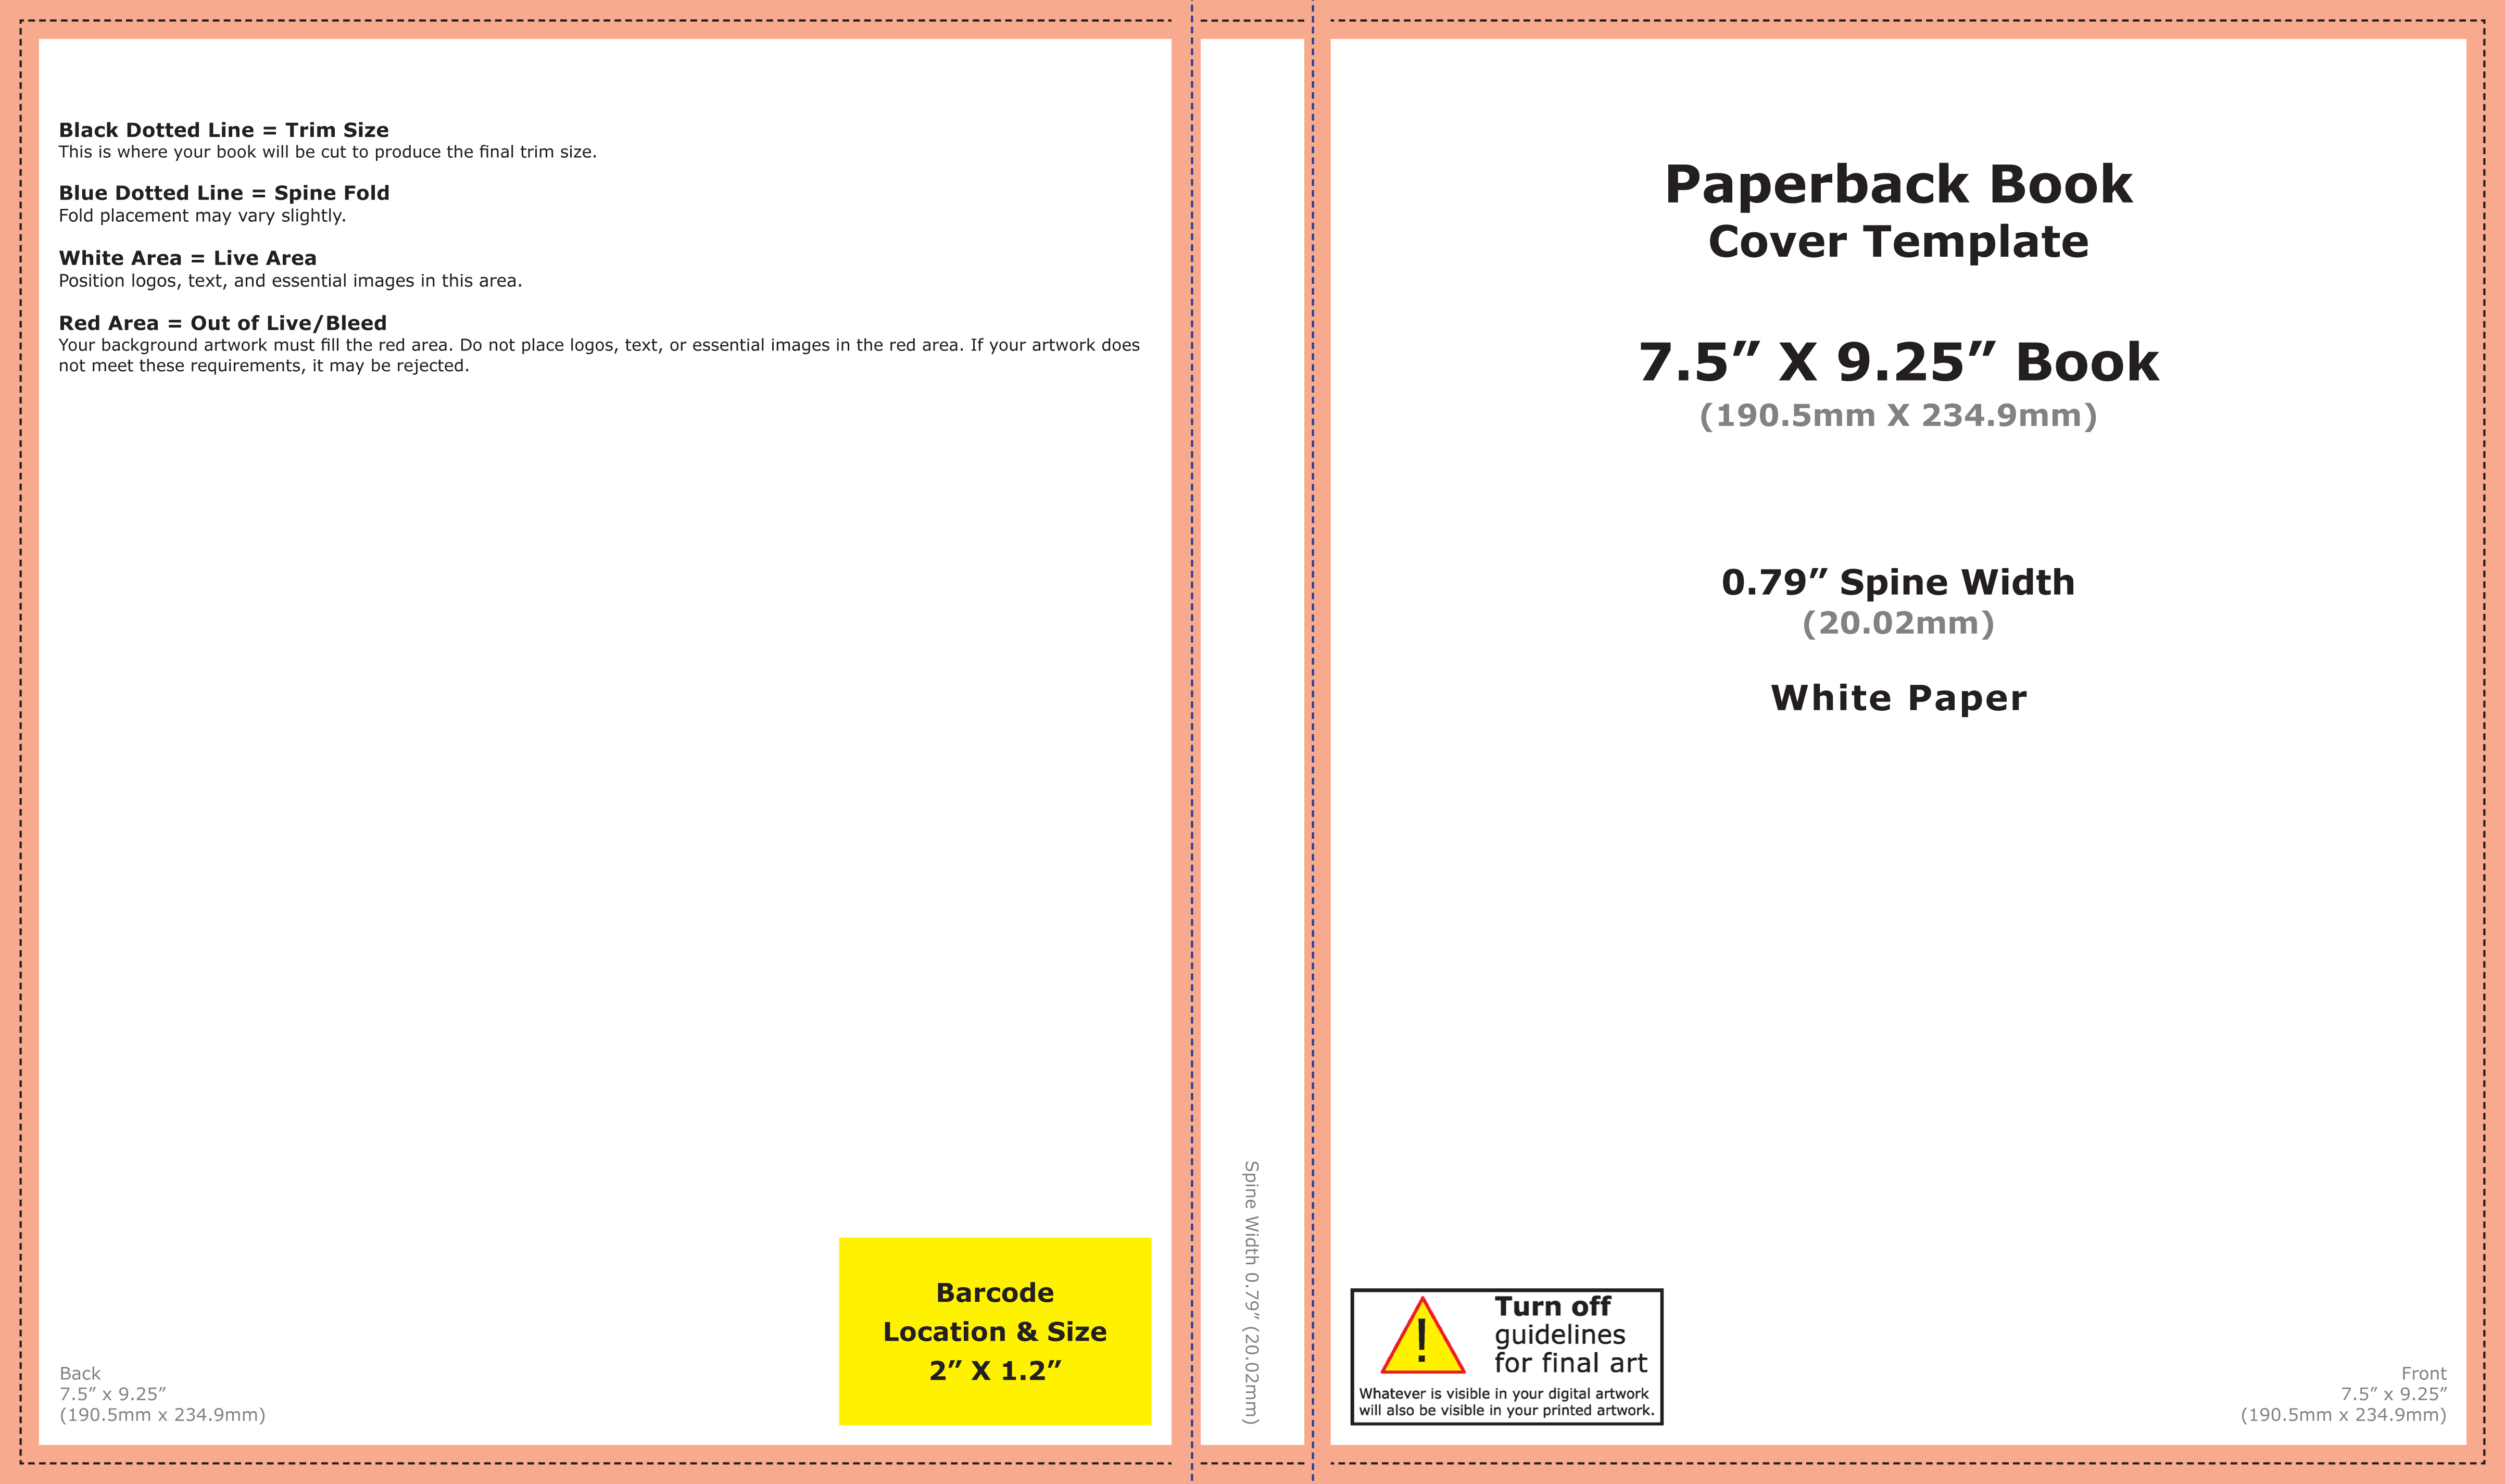 Black Dotted Line = Trim Size
This is where your book will be cut to produce the final trim size.
Blue Dotted Line = Spine Fold
Fold placement may vary slightly.
White Area = Live Area
Position logos, text, and essential images in this area.
Red Area = Out of Live/Bleed
Your background artwork must fill the red area. Do not place logos, text, or essential images in the red area. If your artwork does
not meet these requirements, it may be rejected.
Back
7.5” x 9.25”
(190.5mm x 234.9mm)
Barcode
Location & Size
2” X 1.2”
Spine Width 0.79” (20.02mm)
Paperback Book
Cover Template
7.5” X 9.25” Book
(190.5mm X 234.9mm)
0.79” Spine Width
(20.02mm)
White Paper
!
Turn off
guidelines
for final art
Whatever is visible in your digital artwork
will also be visible in your printed artwork.
Front
7.5” x 9.25”
(190.5mm x 234.9mm)